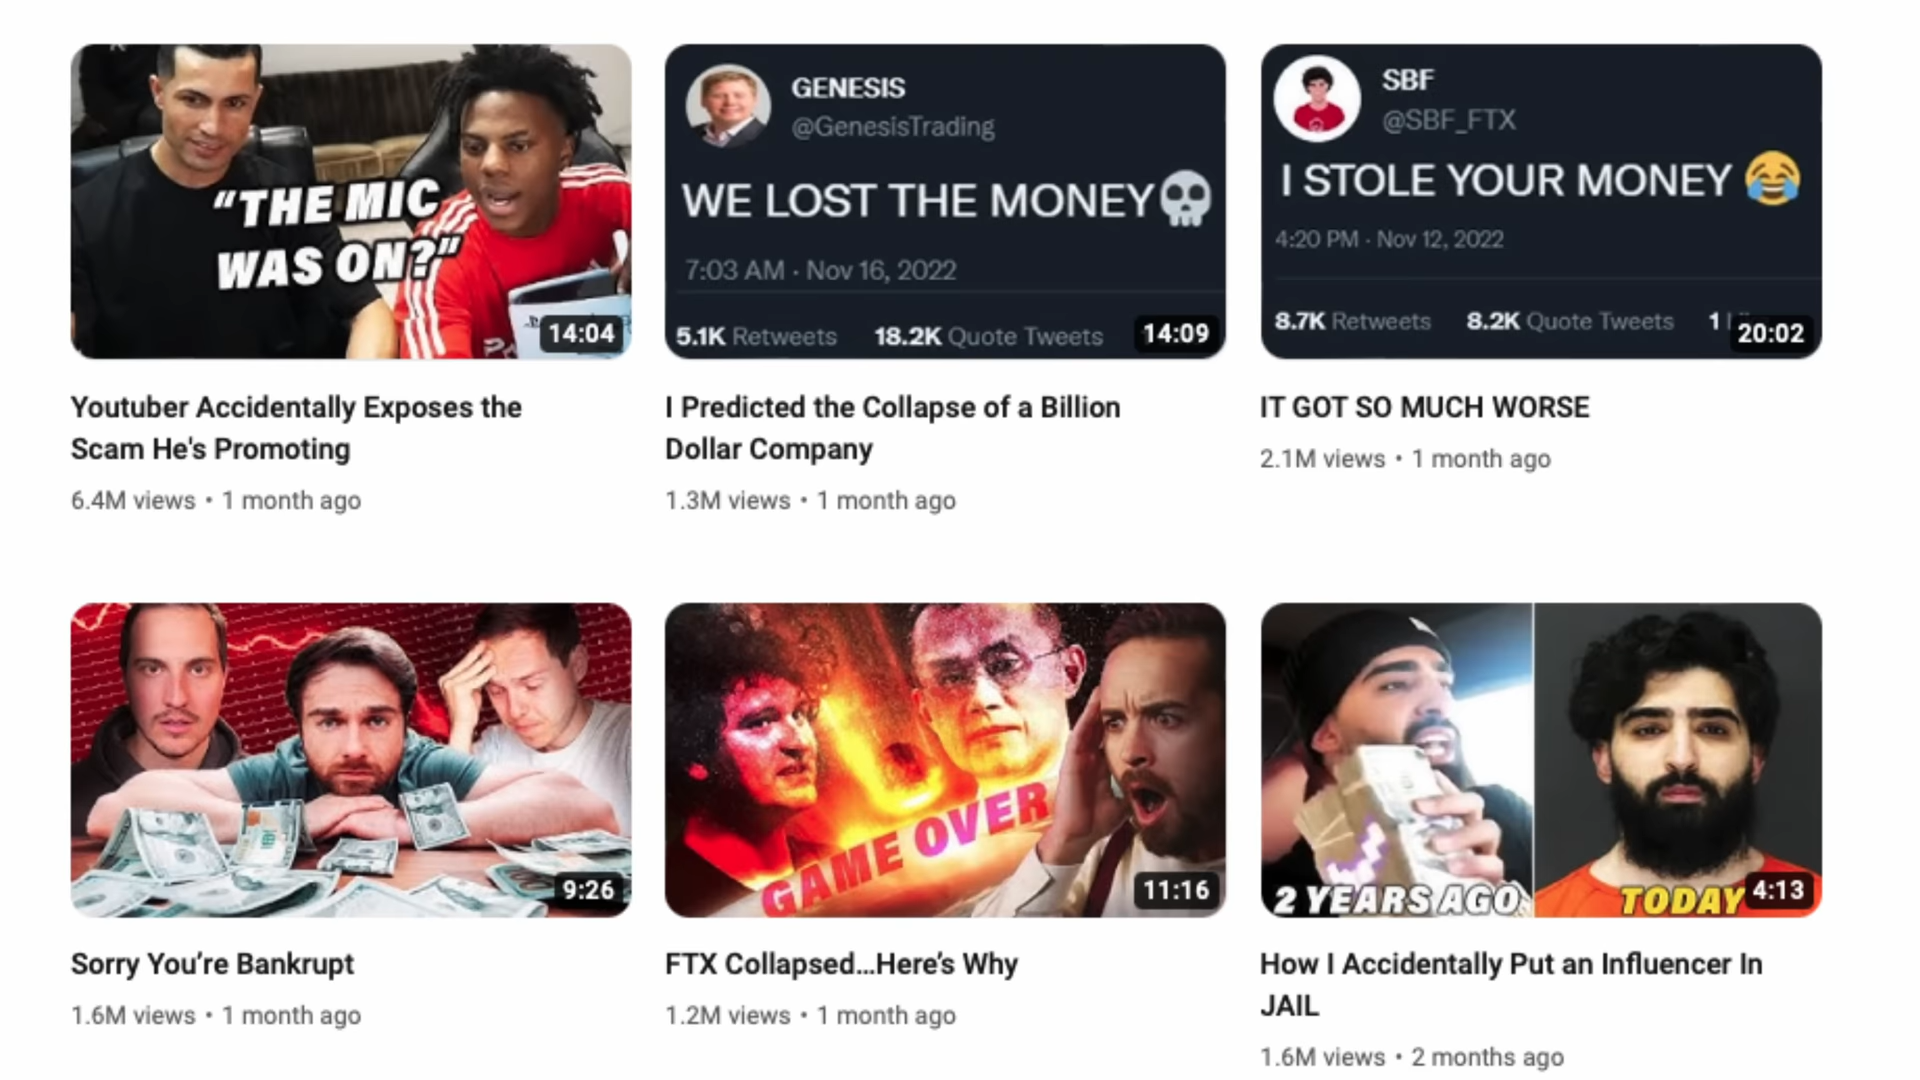 "THE MIC
WAS ON?"
14:04
Youtuber Accidentally Exposes the
Scam He's Promoting
6.4M views • 1 month ago
GENESIS
@GenesisTrading
WE LOST THE MONEY💀
7:03 AM · Nov 16, 2022
5.1K Retweets 18.2K Quote Tweets
14:09
I Predicted the Collapse of a Billion
Dollar Company
1.3M views • 1 month ago
SBF
@SBF_FTX
I STOLE YOUR MONEY 😂
4:20 PM · Nov 12, 2022
8.7K Retweets 8.2K Quote Tweets 1
20:02
IT GOT SO MUCH WORSE
2.1M views • 1 month ago
9:26
Sorry You’re Bankrupt
1.6M views • 1 month ago
GAME OVER
11:16
FTX Collapsed...Here’s Why
1.2M views • 1 month ago
2 YEARS AGO
TODAY
4:13
How I Accidentally Put an Influencer In
JAIL
1.6M views • 2 months ago